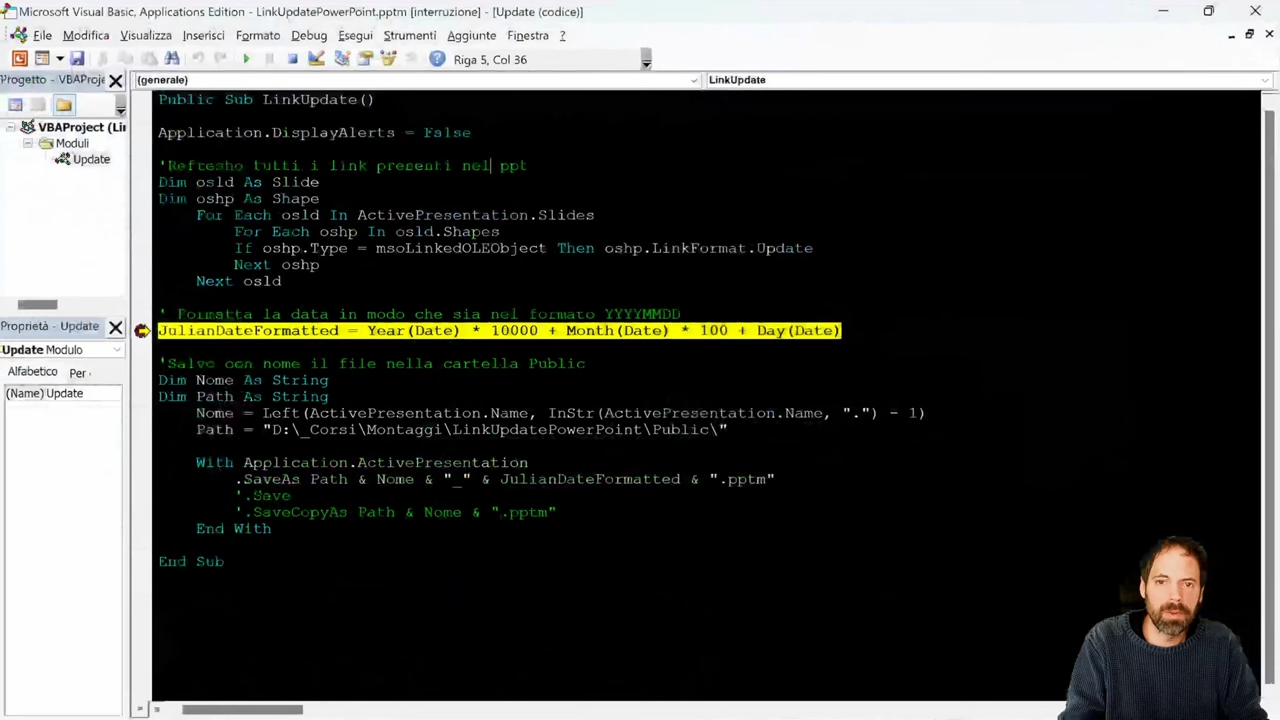 Microsoft Visual Basic, Applications Edition - LinkUpdatePowerPoint.pptm [interruzione] - [Update (codice)]
File Modifica Visualizza Inserisci Formato Debug Esegui Strumenti Aggiunte Finestra ?
Riga 5, Col 36
Progetto - VBAProje
(generale)
LinkUpdate
VBAProject (Lin
Moduli
Update
Proprietà - Update
Update Modulo
Alfabetico Per
(Name) Update
Public Sub LinkUpdate()
Application.DisplayAlerts = False
'Refresho tutti i link presenti nel ppt
Dim osld As Slide
Dim oshp As Shape
For Each osld In ActivePresentation.Slides
For Each oshp In osld.Shapes
If oshp.Type = msoLinkedOLEObject Then oshp.LinkFormat.Update
Next oshp
Next osld
' Formatta la data in modo che sia nel formato YYYYMMDD
JulianDateFormatted = Year(Date) * 10000 + Month(Date) * 100 + Day(Date)
'Salvo con nome il file nella cartella Public
Dim Nome As String
Dim Path As String
Nome = Left(ActivePresentation.Name, InStr(ActivePresentation.Name, ".") - 1)
Path = "D:\_Corsi\Montaggi\LinkUpdatePowerPoint\Public\"
With Application.ActivePresentation
.SaveAs Path & Nome & "_" & JulianDateFormatted & ".pptm"
'.Save
'.SaveCopyAs Path & Nome & ".pptm"
End With
End Sub